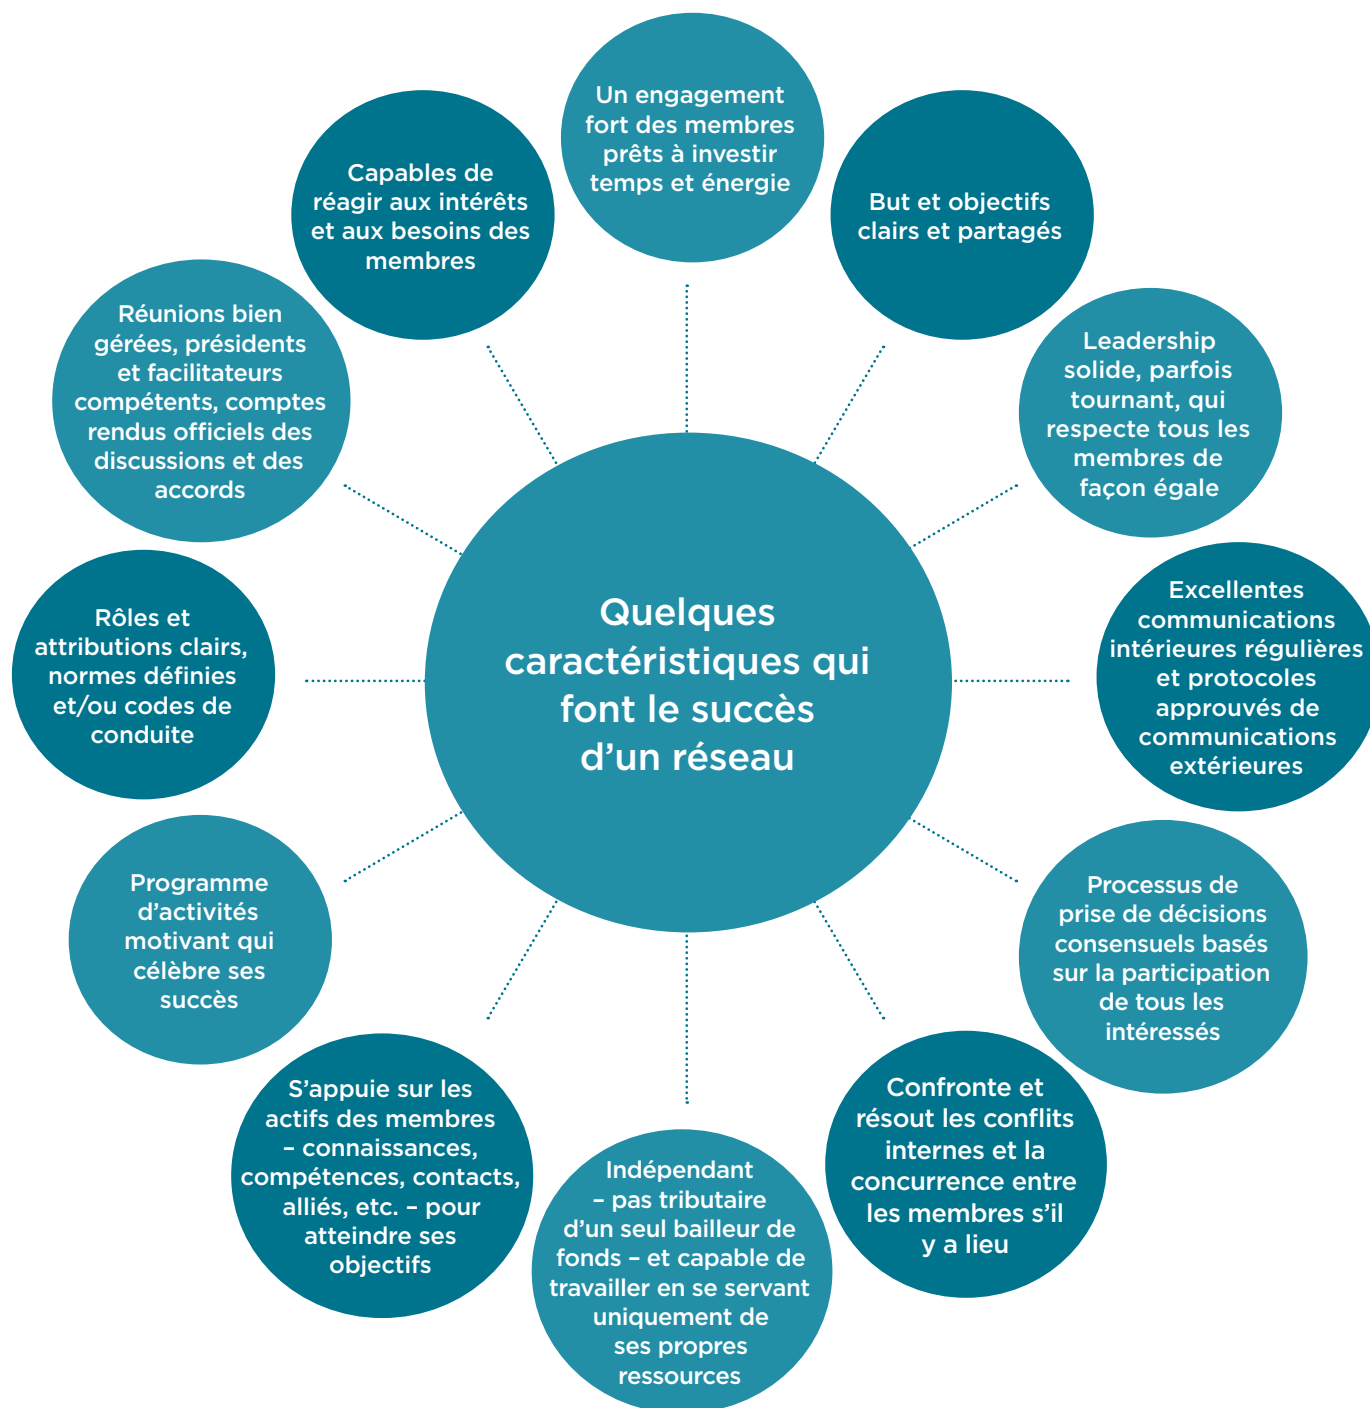 Un engagement
fort des membres
prêts à investir
temps et énergie
But et objectifs
clairs et partagés
Leadership
solide, parfois
tournant, qui
respecte tous les
membres de
façon égale
Excellentes
communications
intérieures régulières
et protocoles
approuvés de
communications
extérieures
Processus de
prise de décisions
consensuels basés
sur la participation
de tous les
intéressés
Confronte et
résout les conflits
internes et la
concurrence entre
les membres s’il
y a lieu
Indépendant
– pas tributaire
d’un seul bailleur de
fonds – et capable de
travailler en se servant
uniquement de
ses propres
ressources
S’appuie sur les
actifs des membres
– connaissances,
compétences, contacts,
alliés, etc. – pour
atteindre ses
objectifs
Programme
d’activités
motivant qui
célèbre ses
succès
Rôles et
attributions clairs,
normes définies
et/ou codes de
conduite
Réunions bien
gérées, présidents
et facilitateurs
compétents, comptes
rendus officiels des
discussions et des
accords
Capables de
réagir aux intérêts
et aux besoins des
membres
Quelques
caractéristiques qui
font le succès
d’un réseau